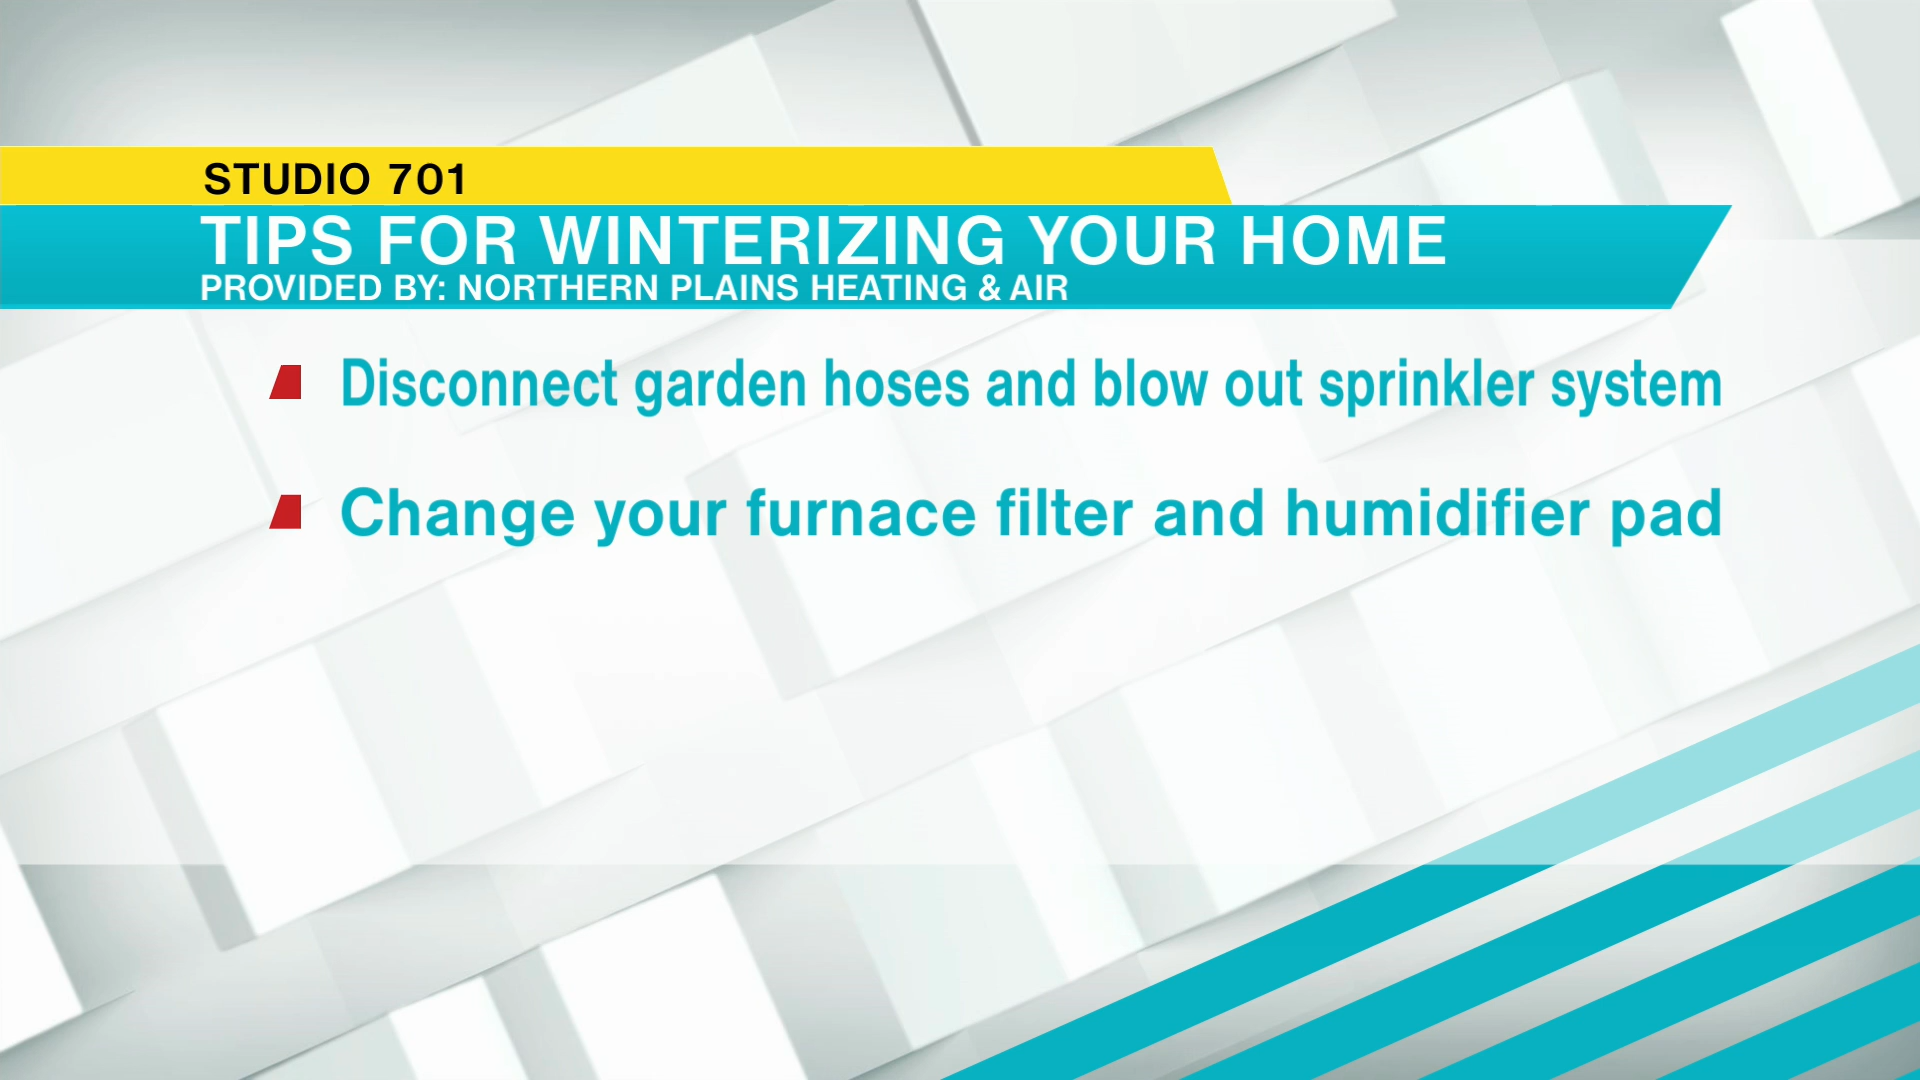 STUDIO 701
TIPS FOR WINTERIZING YOUR HOME
PROVIDED BY: NORTHERN PLAINS HEATING & AIR
Disconnect garden hoses and blow out sprinkler system
Change your furnace filter and humidifier pad